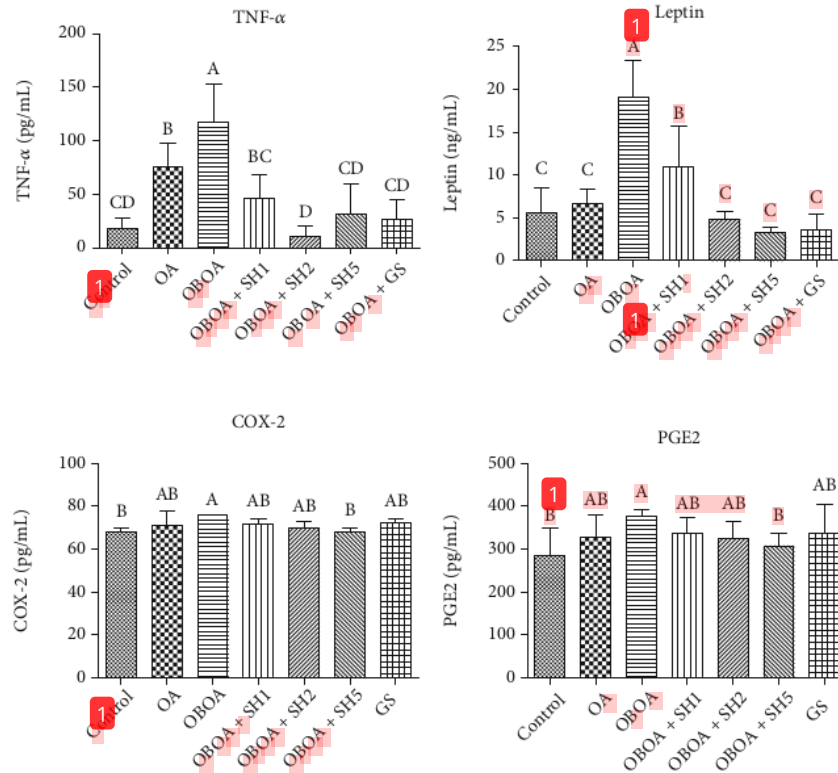 TNF-α
TNF-α (pg/mL)
200
150
100
50
0
CD
B
A
BC
D
CD
CD
Control
OA
OBOA
OBOA + SH1
OBOA + SH2
OBOA + SH5
OBOA + GS
1
Leptin
Leptin (ng/mL)
25
20
15
10
5
0
1
C
C
A
B
C
C
C
Control
OA
OBOA
OBOA + SH1
OBOA + SH2
OBOA + SH5
OBOA + GS
1
COX-2
COX-2 (pg/mL)
100
80
60
40
20
0
B
AB
A
AB
AB
B
AB
Control
OA
OBOA
OBOA + SH1
OBOA + SH2
OBOA + SH5
GS
1
PGE2
PGE2 (pg/mL)
500
400
300
200
100
0
1
B
AB
A
AB
AB
B
AB
Control
OA
OBOA
OBOA + SH1
OBOA + SH2
OBOA + SH5
GS